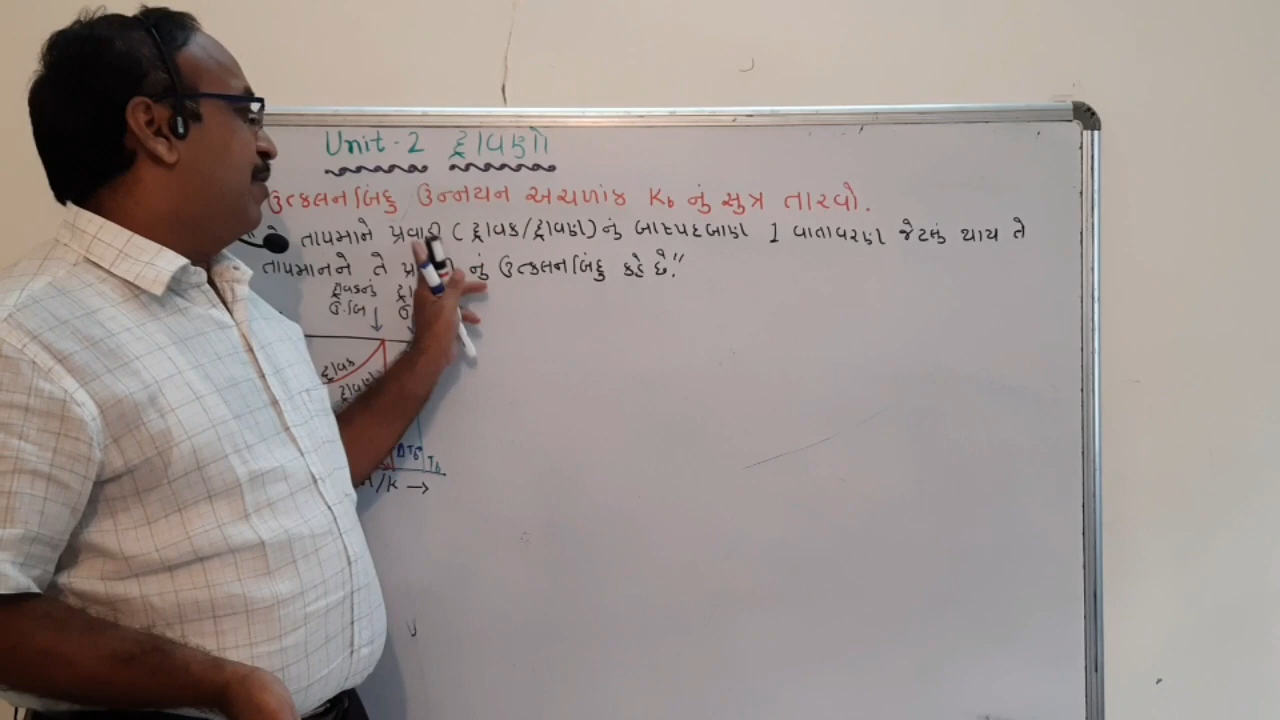 Unit-2 દ્રાવણો
ઉત્કલનબિંદુ ઉન્નયન અચળાંક Kb નું સુત્ર તારવો.
તાપમાને પ્રવાહી (દ્રાવક/દ્રાવણ) નું બાષ્પદબાણ 1 વાતાવરણ જેટલું થાય તે
તાપમાનને તે નું ઉત્કલનબિંદુ કહે છે."
દ્રાવકનું
ઉ.બિં
દ્રાવક
દ્રાવણ
ΔTb Tb
/K →